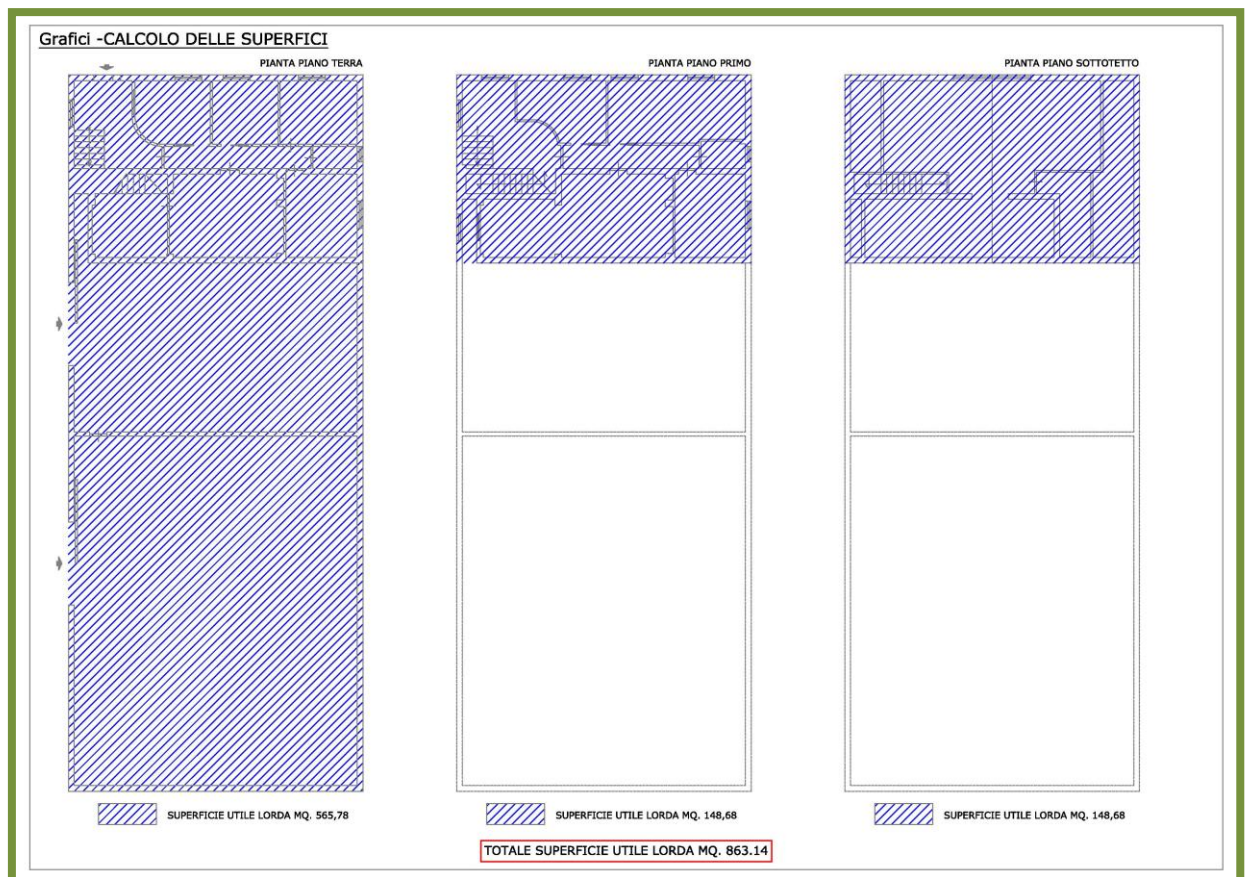 Grafici -CALCOLO DELLE SUPERFICI
PIANTA PIANO TERRA
PIANTA PIANO PRIMO
PIANTA PIANO SOTTOTETTO
SUPERFICIE UTILE LORDA MQ. 565,78
SUPERFICIE UTILE LORDA MQ. 148,68
SUPERFICIE UTILE LORDA MQ. 148,68
TOTALE SUPERFICIE UTILE LORDA MQ. 863.14